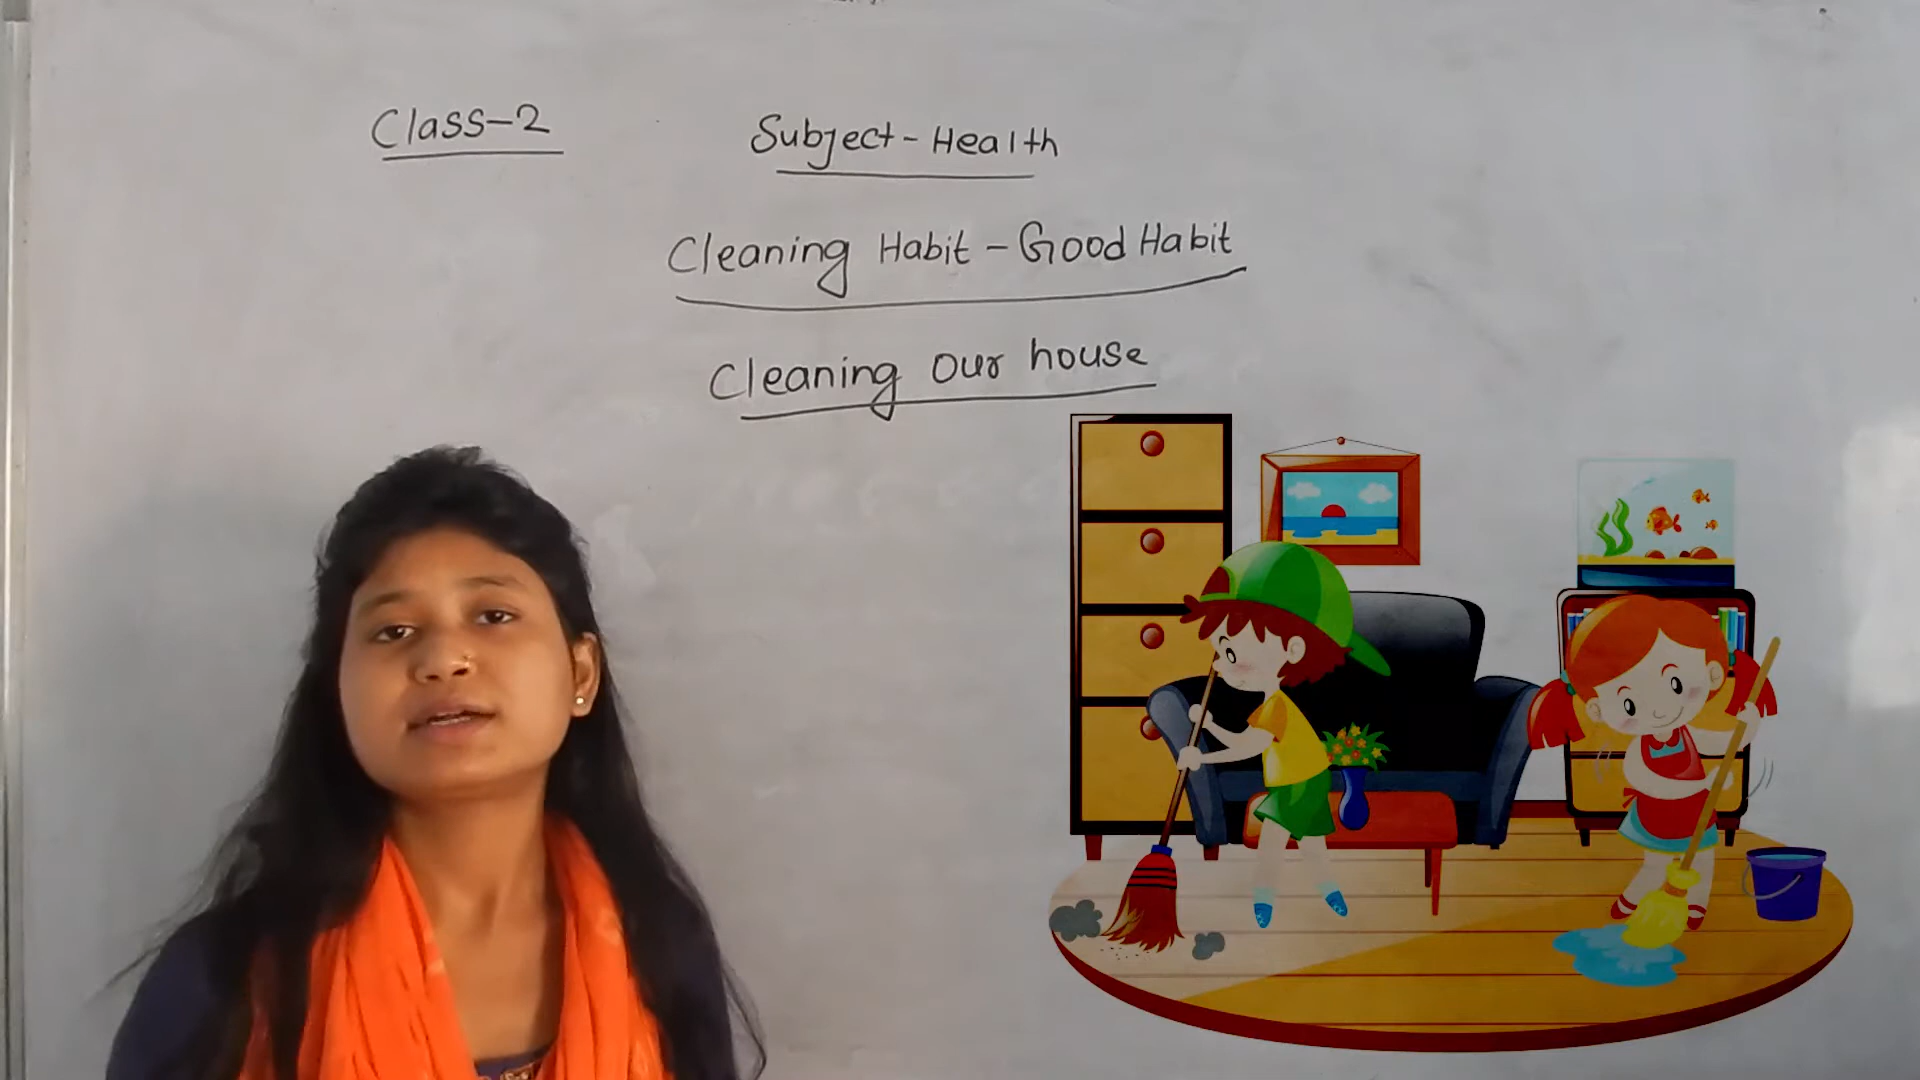 Class-2
Subject-Health
Cleaning Habit - Good Habit
Cleaning our house